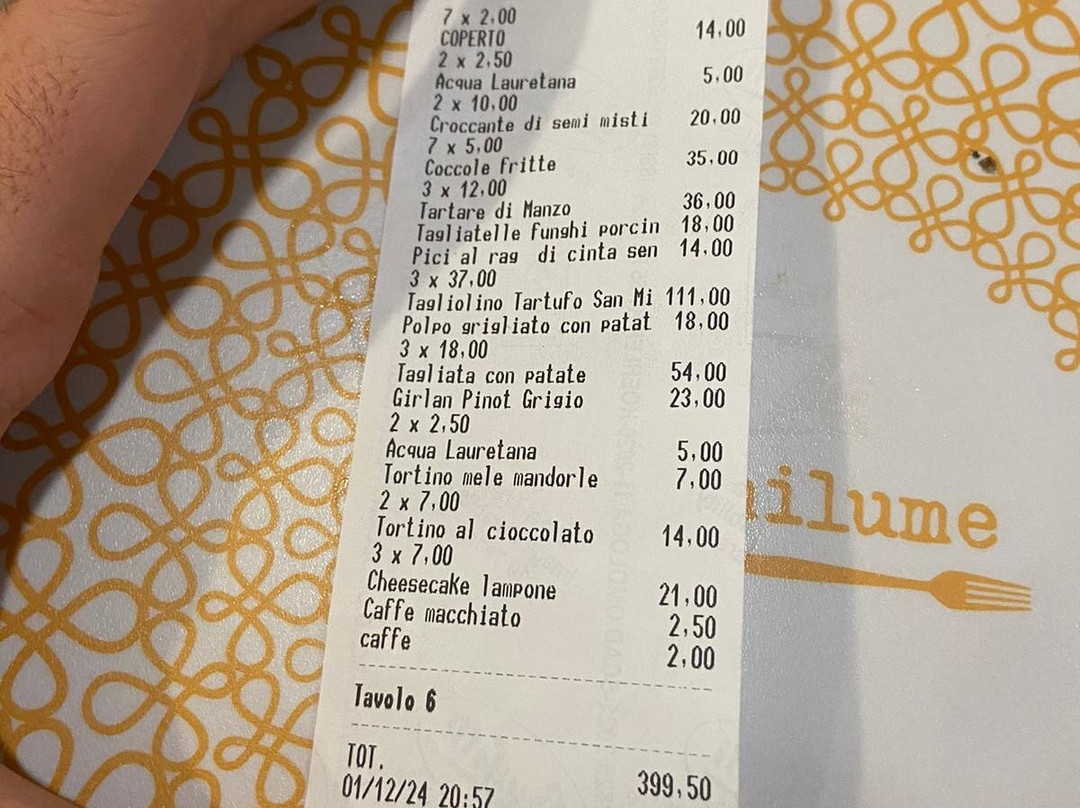 7 x 2,00
COPERTO 14,00
2 x 2,50
Acqua Lauretana 5,00
2 x 10,00
Croccante di semi misti 20,00
7 x 5,00
Coccole fritte 35,00
3 x 12,00
Tartare di Manzo 36,00
Tagliatelle funghi porcin 18,00
Pici al rag di cinta sen 14,00
3 x 37,00
Tagliolino Tartufo San Mi 111,00
Polpo grigliato con patat 18,00
3 x 18,00
Tagliata con patate 54,00
Girlan Pinot Grigio 23,00
2 x 2,50
Acqua Lauretana 5,00
Tortino mele mandorle 7,00
2 x 7,00
Tortino al cioccolato 14,00
3 x 7,00
Cheesecake lampone 21,00
Caffe macchiato 2,50
caffe 2,00
Tavolo 6
TOT. 399,50
01/12/24 20:57
ilume